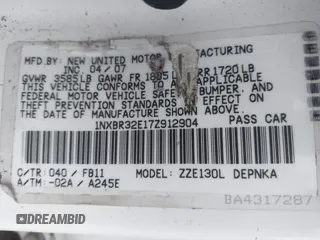 MFD.BY: NEW UNITED MOTOR MANUFACTURING
INC. 04/07
GVWR 3585LB GAWR FR 1865L RR 1720LB
THIS VEHICLE CONFORMS TO ALL APPLICABLE
FEDERAL MOTOR VEHICLE SAFETY, BUMPER, AND
THEFT PREVENTION STANDARDS IN EFFECT ON
THE DATE OF MANUFACTURE SHOWN ABOVE.
1NXBR32E17Z912904 PASS CAR
C/TR: 040 / FB11 MODEL: ZZE130L DEPNKA
A/TM: -02A / A245E
BA4317287
DREAMBID